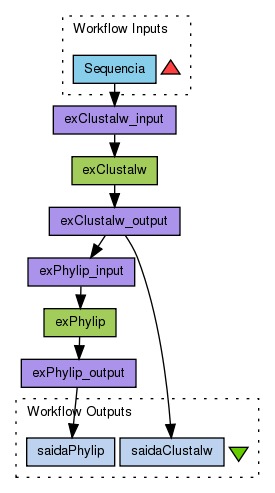 Workflow Inputs
Sequencia
exClustalw_input
exClustalw
exClustalw_output
exPhylip_input
exPhylip
exPhylip_output
Workflow Outputs
saidaPhylip
saidaClustalw